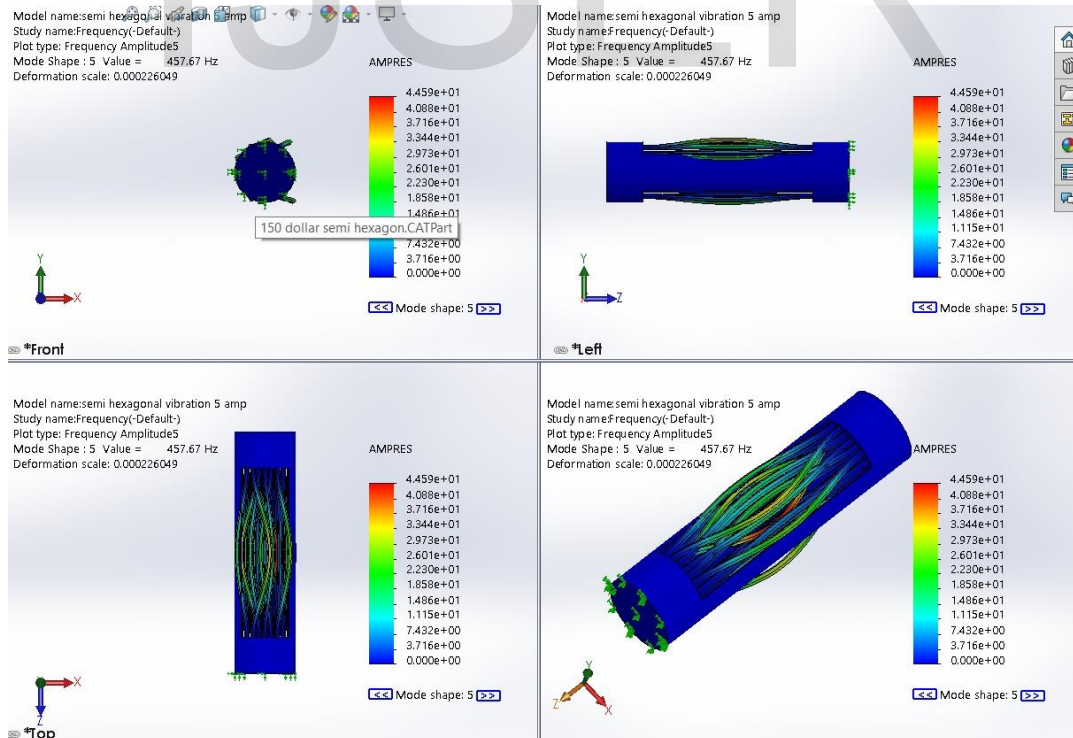 Model name:semi hexagonal vibration 5 amp
Study name:Frequency(-Default-)
Plot type: Frequency Amplitude5
Mode Shape : 5 Value = 457.67 Hz
Deformation scale: 0.000226049
AMPRES
4.459e+01
4.088e+01
3.716e+01
3.344e+01
2.973e+01
2.601e+01
2.230e+01
1.858e+01
1.486e+01
7.432e+00
3.716e+00
0.000e+00
150 dollar semi hexagon.CATPart
Y
X
<< Mode shape: 5 >>
*Front
Model name:semi hexagonal vibration 5 amp
Study name:Frequency(-Default-)
Plot type: Frequency Amplitude5
Mode Shape : 5 Value = 457.67 Hz
Deformation scale: 0.000226049
AMPRES
4.459e+01
4.088e+01
3.716e+01
3.344e+01
2.973e+01
2.601e+01
2.230e+01
1.858e+01
1.486e+01
1.115e+01
7.432e+00
3.716e+00
0.000e+00
Y
Z
<< Mode shape: 5 >>
*Left
Model name:semi hexagonal vibration 5 amp
Study name:Frequency(-Default-)
Plot type: Frequency Amplitude5
Mode Shape : 5 Value = 457.67 Hz
Deformation scale: 0.000226049
AMPRES
4.459e+01
4.088e+01
3.716e+01
3.344e+01
2.973e+01
2.601e+01
2.230e+01
1.858e+01
1.486e+01
1.115e+01
7.432e+00
3.716e+00
0.000e+00
X
Z
<< Mode shape: 5 >>
*Top
Model name:semi hexagonal vibration 5 amp
Study name:Frequency(-Default-)
Plot type: Frequency Amplitude5
Mode Shape : 5 Value = 457.67 Hz
Deformation scale: 0.000226049
AMPRES
4.459e+01
4.088e+01
3.716e+01
3.344e+01
2.973e+01
2.601e+01
2.230e+01
1.858e+01
1.486e+01
1.115e+01
7.432e+00
3.716e+00
0.000e+00
Y
Z
X
<< Mode shape: 5 >>